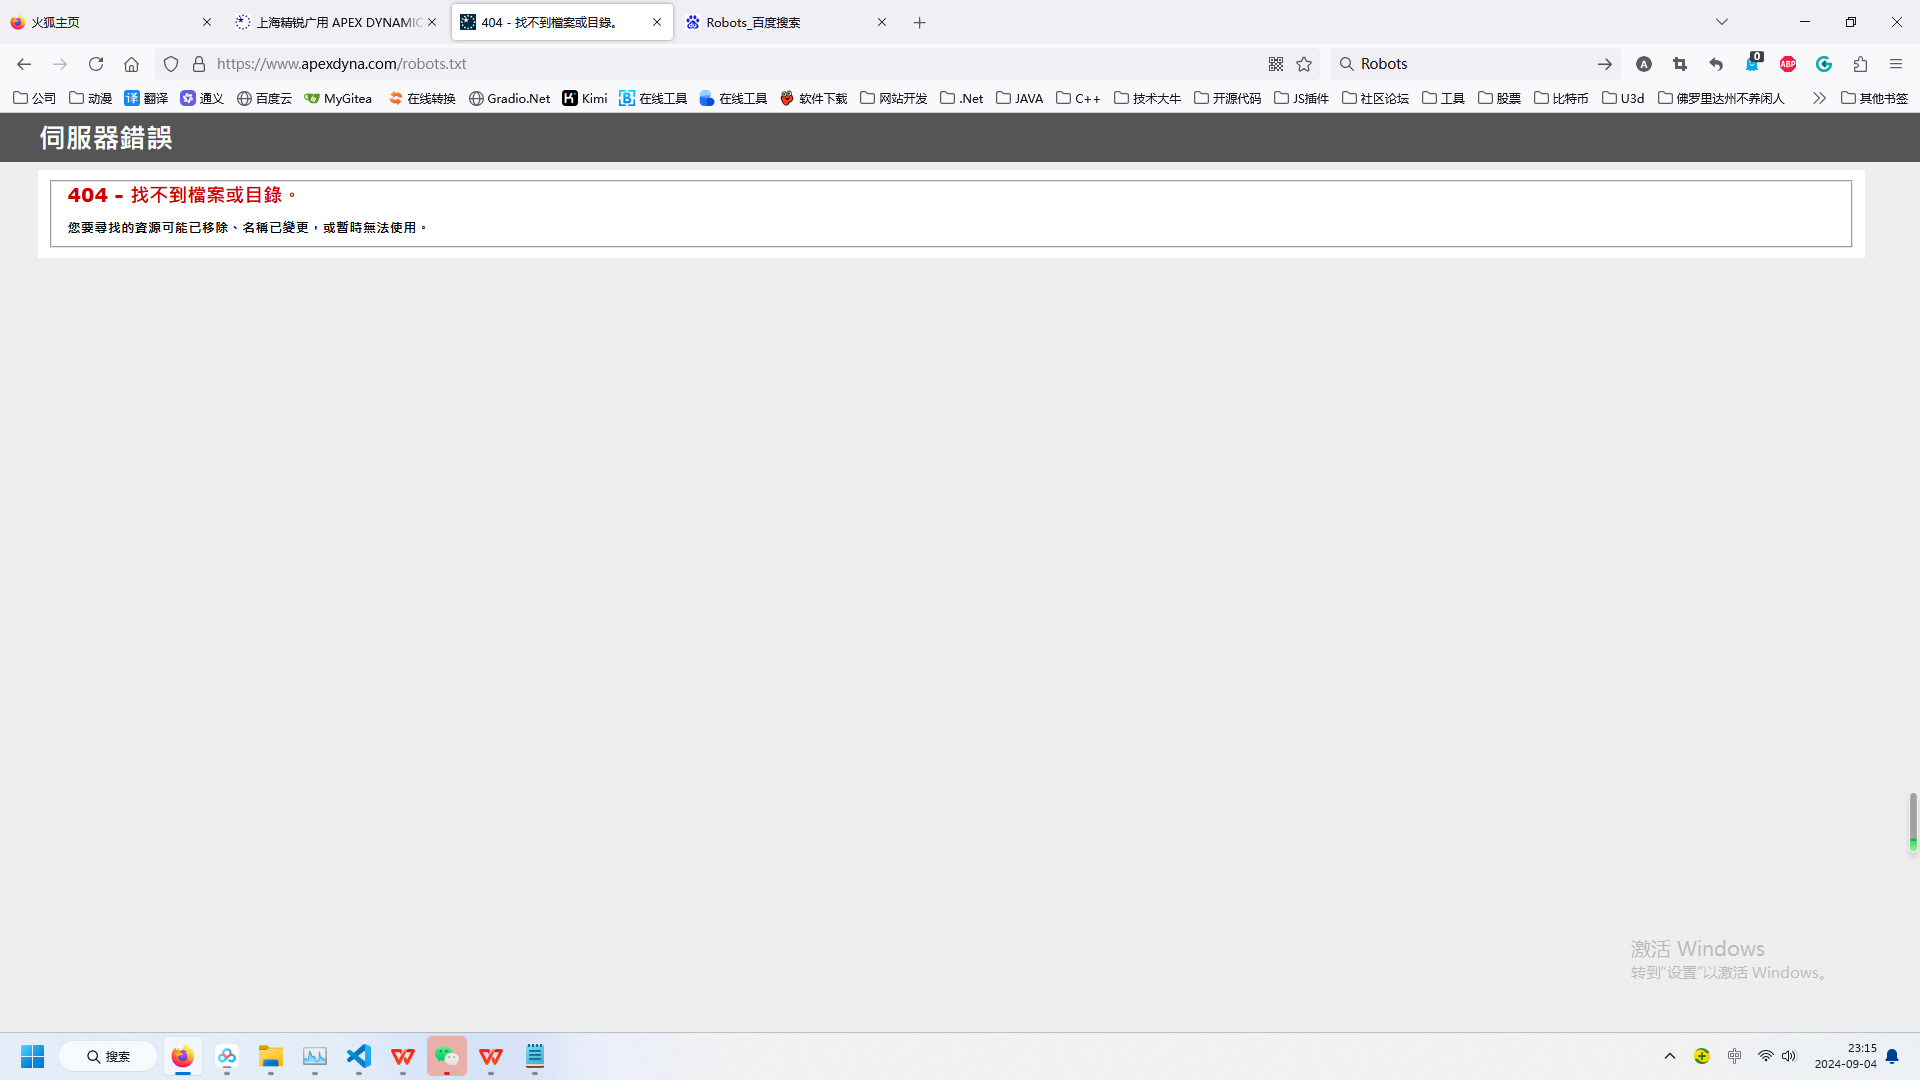 火狐主页
上海精锐广用 APEX DYNAMIC
404 - 找不到檔案或目錄。
Robots_百度搜索
https://www.apexdyna.com/robots.txt
Robots
A
0
ABP
公司
动漫
译 翻译
通义
百度云
MyGitea
在线转换
Gradio.Net
Kimi
在线工具
在线工具
软件下载
网站开发
.Net
JAVA
C++
技术大牛
开源代码
JS插件
社区论坛
工具
股票
比特币
U3d
佛罗里达州不养闲人
其他书签
伺服器錯誤
404 - 找不到檔案或目錄。
您要尋找的資源可能已移除、名稱已變更，或暫時無法使用。
激活 Windows
转到"设置"以激活 Windows。
搜索
中
23:15
2024-09-04